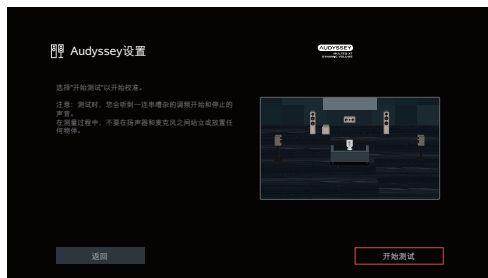 Audyssey设置
AUDYSSEY
MULTEQ XT
DYNAMIC VOLUME
选择“开始测试”以开始校准。
注意：测试时，您会听到一连串嘈杂的调频开始和停止的
声音。
在测量过程中，不要在扬声器和麦克风之间站立或放置任
何物体。
返回
开始测试